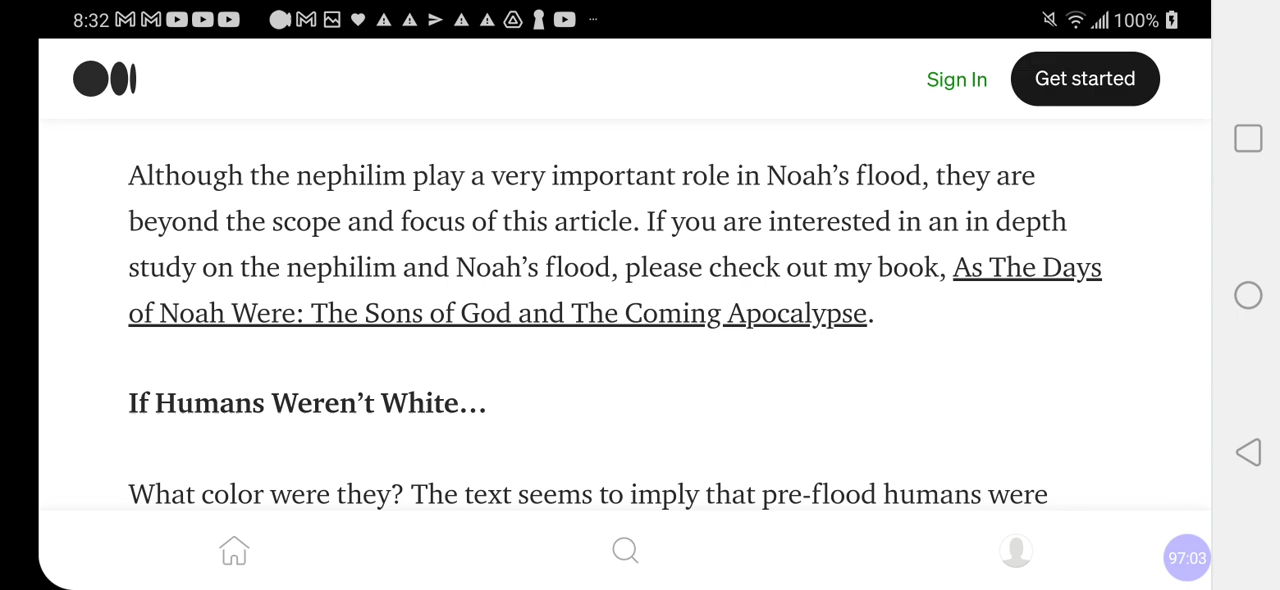 8:32
100%
Sign In
Get started
Although the nephilim play a very important role in Noah’s flood, they are
beyond the scope and focus of this article. If you are interested in an in depth
study on the nephilim and Noah’s flood, please check out my book, As The Days
of Noah Were: The Sons of God and The Coming Apocalypse.
If Humans Weren’t White…
What color were they? The text seems to imply that pre-flood humans were
97:03